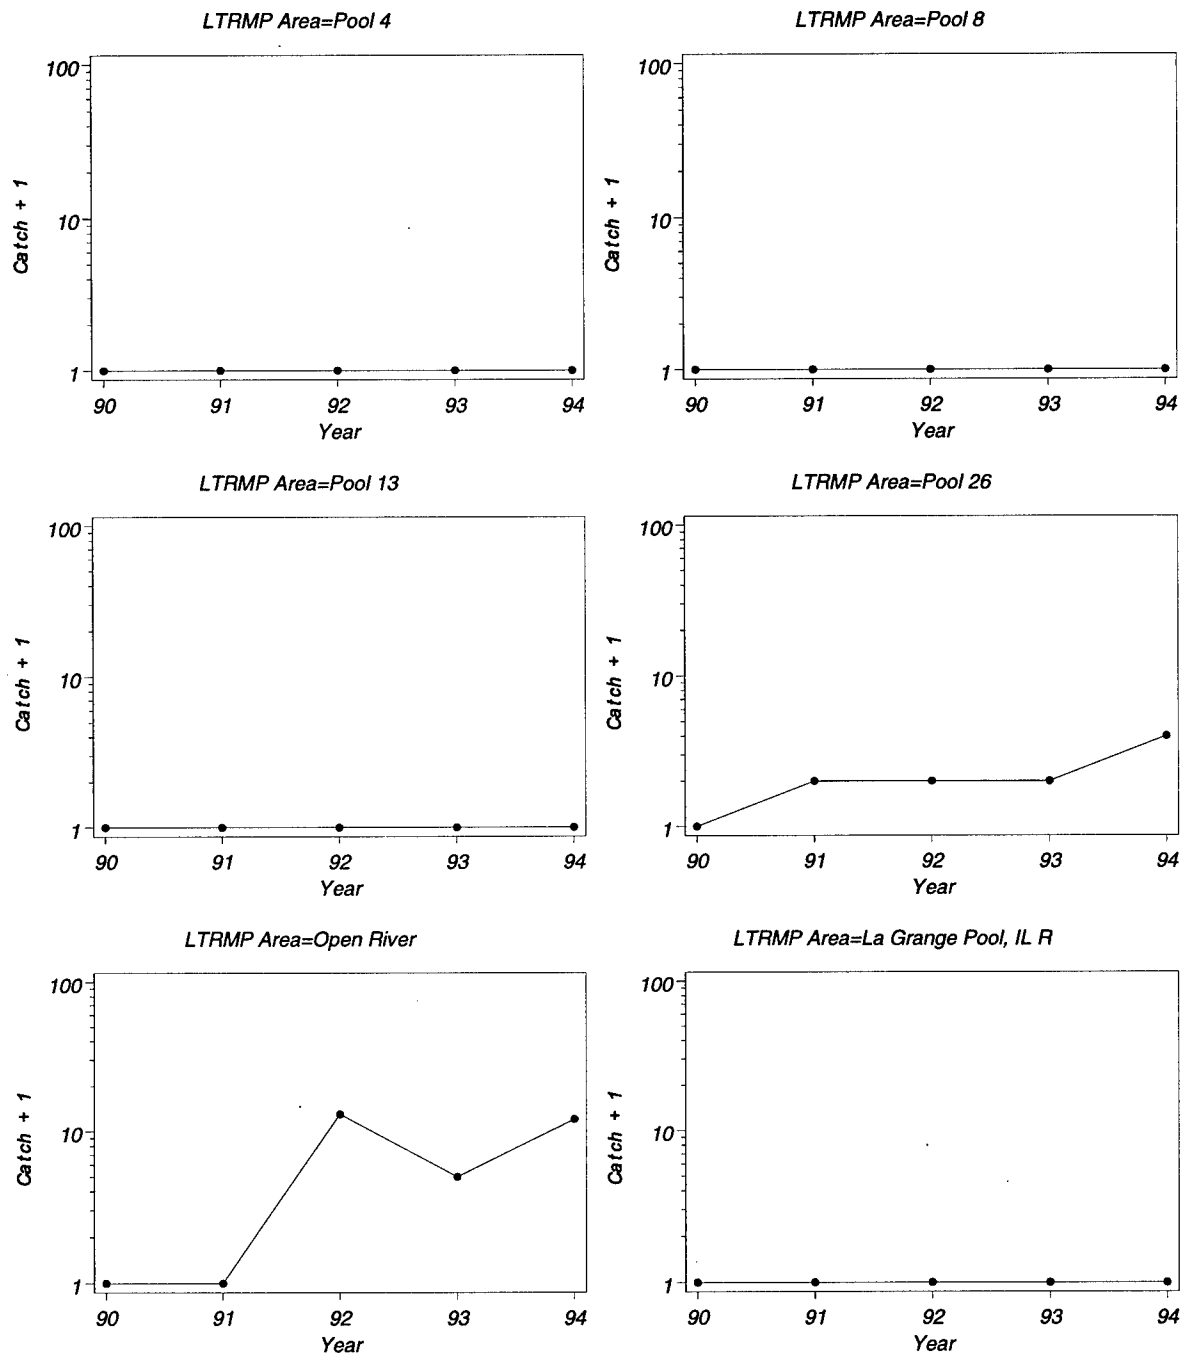 LTRMP Area=Pool 4
100
10
1
Catch + 1
90 91 92 93 94
Year
LTRMP Area=Pool 8
100
10
1
Catch + 1
90 91 92 93 94
Year
LTRMP Area=Pool 13
100
10
1
Catch + 1
90 91 92 93 94
Year
LTRMP Area=Pool 26
100
10
1
Catch + 1
90 91 92 93 94
Year
LTRMP Area=Open River
100
10
1
Catch + 1
90 91 92 93 94
Year
LTRMP Area=La Grange Pool, IL R
100
10
1
Catch + 1
90 91 92 93 94
Year